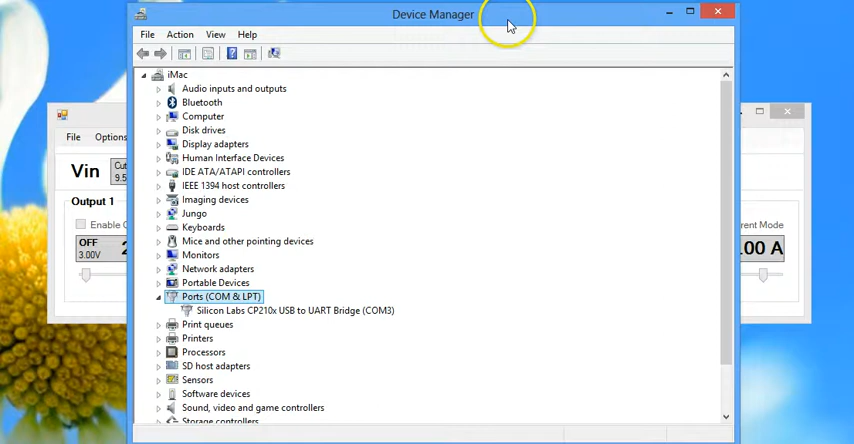 Device Manager
File Action View Help
iMac
Audio inputs and outputs
Bluetooth
Computer
Disk drives
Display adapters
Human Interface Devices
IDE ATA/ATAPI controllers
IEEE 1394 host controllers
Imaging devices
Jungo
Keyboards
Mice and other pointing devices
Monitors
Network adapters
Portable Devices
Ports (COM & LPT)
Silicon Labs CP210x USB to UART Bridge (COM3)
Print queues
Printers
Processors
SD host adapters
Sensors
Software devices
Sound, video and game controllers
Storage controllers
File Options
Vin
9.5
Output 1
Enable
OFF
3.00V
2
rent Mode
.00 A